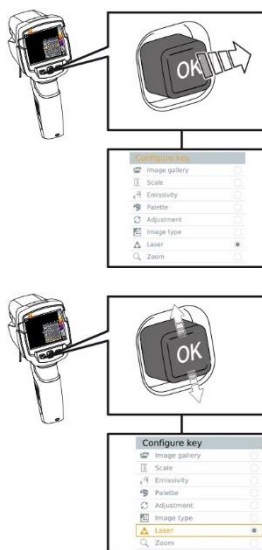 OK
Configure key
Image gallery
Scale
Emissivity
Palette
Adjustment
Image type
Laser
Zoom
OK
Configure key
Image gallery
Scale
Emissivity
Palette
Adjustment
Image type
Laser
Zoom